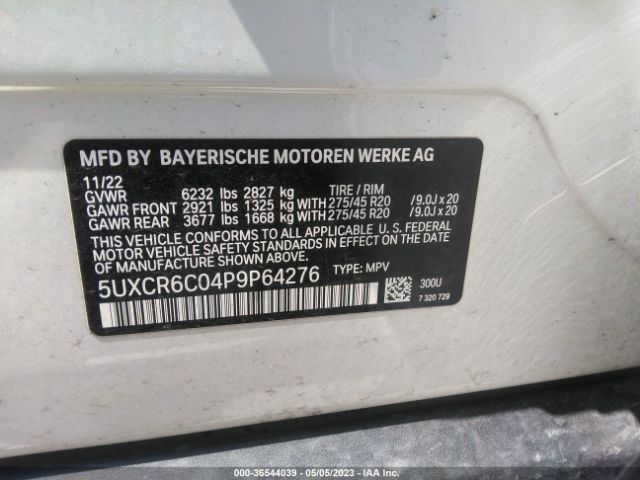 MFD BY BAYERISCHE MOTOREN WERKE AG
11/22
GVWR 6232 lbs 2827 kg TIRE / RIM
GAWR FRONT 2921 lbs 1325 kg WITH 275/45 R20 /9.0J x 20
GAWR REAR 3677 lbs 1668 kg WITH 275/45 R20 /9.0J x 20
THIS VEHICLE CONFORMS TO ALL APPLICABLE U.S. FEDERAL
MOTOR VEHICLE SAFETY STANDARDS IN EFFECT ON THE DATE OF
MANUFACTURE SHOWN ABOVE.
5UXCR6C04P9P64276 TYPE: MPV
300U
7 320 729
000-36544039 | 05/05/2023 | IAA Inc.